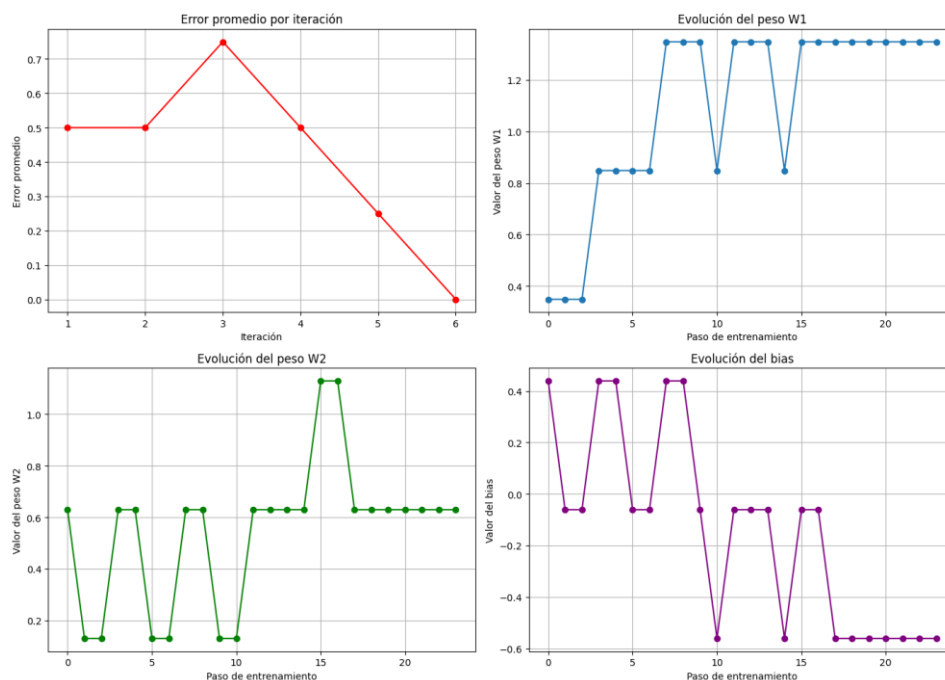 Error promedio por iteración
Error promedio
0.7
0.6
0.5
0.4
0.3
0.2
0.1
0.0
1 2 3 4 5 6
Iteración
Evolución del peso W1
Valor del peso W1
1.2
1.0
0.8
0.6
0.4
0 5 10 15 20
Paso de entrenamiento
Evolución del peso W2
Valor del peso W2
1.0
0.8
0.6
0.4
0.2
0 5 10 15 20
Paso de entrenamiento
Evolución del bias
Valor del bias
0.4
0.2
0.0
−0.2
−0.4
−0.6
0 5 10 15 20
Paso de entrenamiento